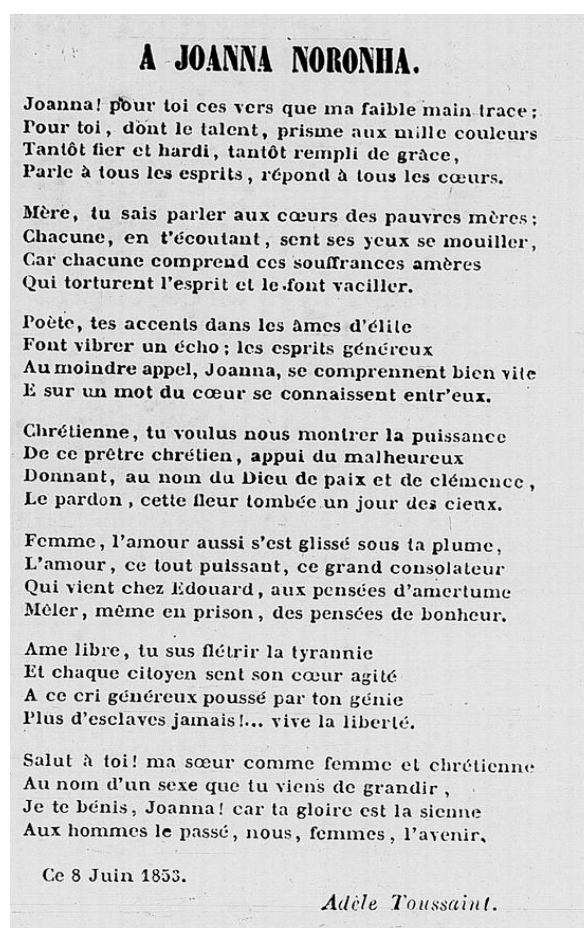 A JOANNA NORONHA.
Joanna! pour toi ces vers que ma faible main trace;
Pour toi, dont le talent, prisme aux mille couleurs
Tantôt fier et hardi, tantôt rempli de grâce,
Parle à tous les esprits, répond à tous les cœurs.
Mère, tu sais parler aux cœurs des pauvres mères;
Chacune, en t'écoutant, sent ses yeux se mouiller,
Car chacune comprend ces souffrances amères
Qui torturent l'esprit et le font vaciller.
Poète, tes accents dans les âmes d'élite
Font vibrer un écho; les esprits généreux
Au moindre appel, Joanna, se comprennent bien vite
E sur un mot du cœur se connaissent entr'eux.
Chrétienne, tu voulus nous montrer la puissance
De ce prêtre chrétien, appui du malheureux
Donnant, au nom du Dieu de paix et de clémence,
Le pardon, cette fleur tombée un jour des cieux.
Femme, l'amour aussi s'est glissé sous ta plume,
L'amour, ce tout puissant, ce grand consolateur
Qui vient chez Edouard, aux pensées d'amertume
Mêler, même en prison, des pensées de bonheur.
Ame libre, tu sus flétrir la tyrannie
Et chaque citoyen sent son cœur agité
A ce cri généreux poussé par ton génie
Plus d'esclaves jamais!... vive la liberté.
Salut à toi! ma sœur comme femme et chrétienne
Au nom d'un sexe que tu viens de grandir,
Je te bénis, Joanna! car ta gloire est la sienne
Aux hommes le passé, nous, femmes, l'avenir.
Ce 8 Juin 1853.
Adèle Toussaint.